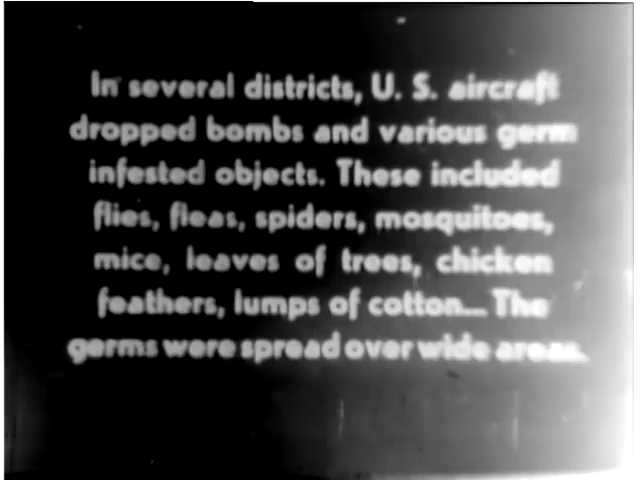 In several districts, U. S. aircraft
dropped bombs and various germ
infested objects. These included
flies, fleas, spiders, mosquitoes,
mice, leaves of trees, chicken
feathers, lumps of cotton... The
germs were spread over wide areas.